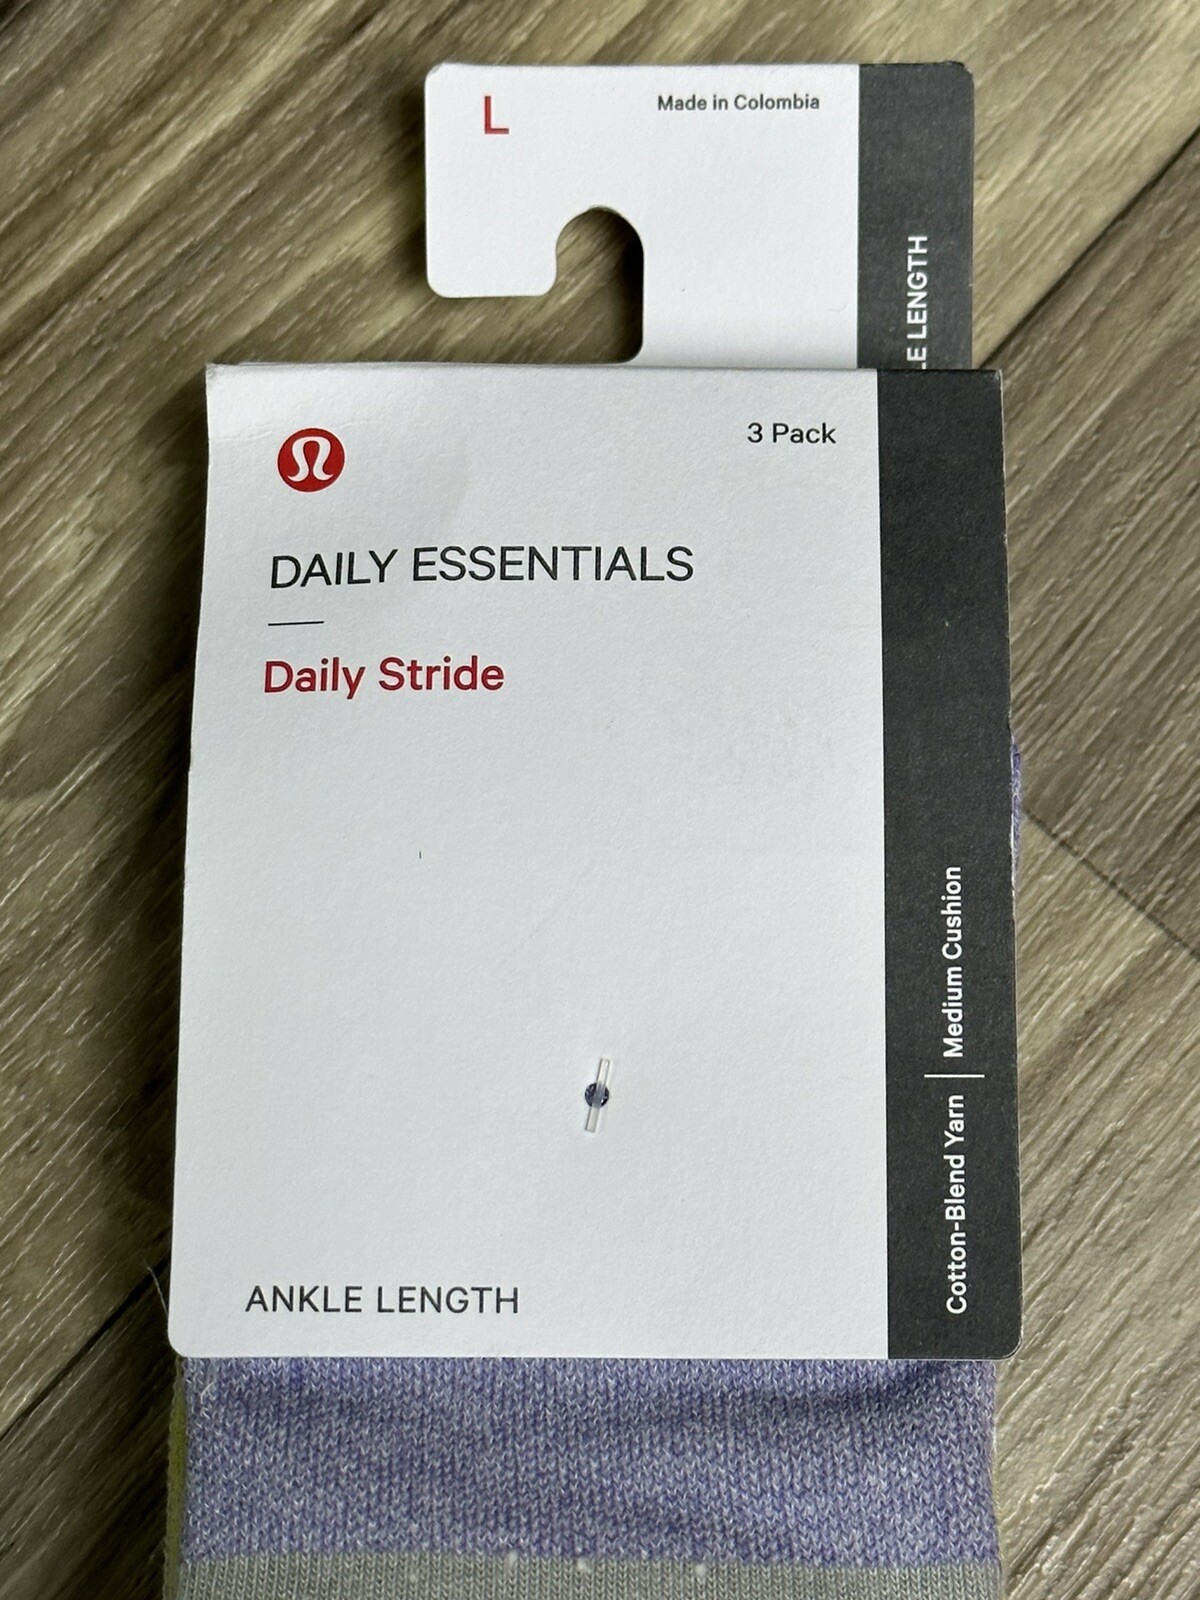 L
Made in Colombia
LE LENGTH
3 Pack
DAILY ESSENTIALS
Daily Stride
Cotton-Blend Yarn | Medium Cushion
ANKLE LENGTH